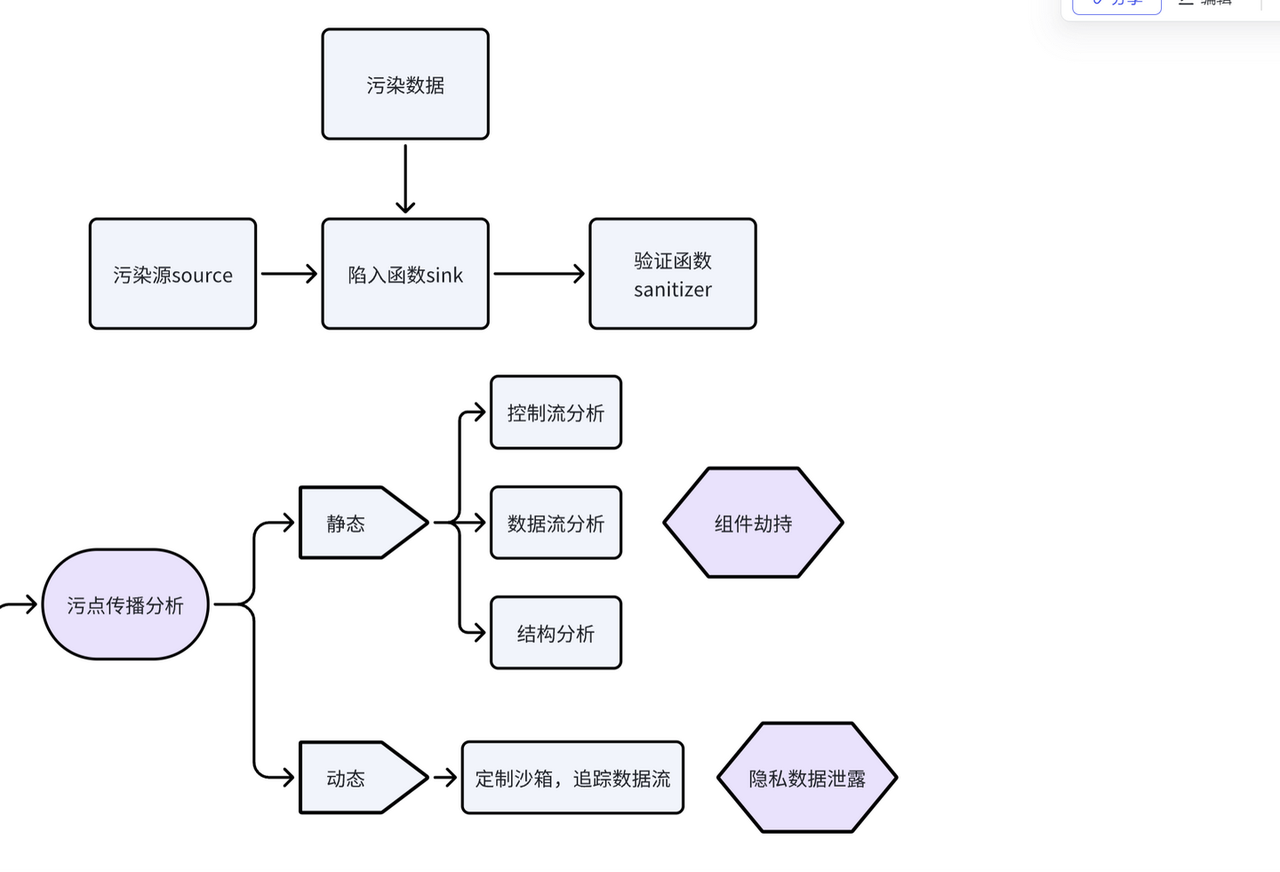 污染数据
污染源source
陷入函数sink
验证函数
sanitizer
控制流分析
静态
数据流分析
组件劫持
污点传播分析
结构分析
动态
定制沙箱，追踪数据流
隐私数据泄露